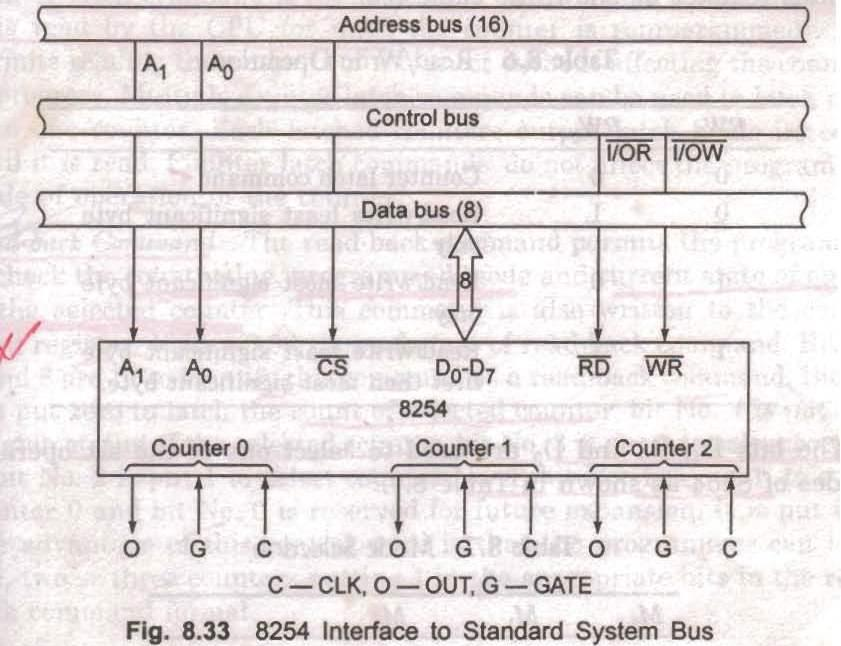 Address bus (16)
A1 A0
Control bus
I/OR I/OW
Data bus (8)
8
A1 A0 CS D0-D7 RD WR
8254
Counter 0 Counter 1 Counter 2
O G C O G C O G C
C — CLK, O — OUT, G — GATE
Fig. 8.33 8254 Interface to Standard System Bus